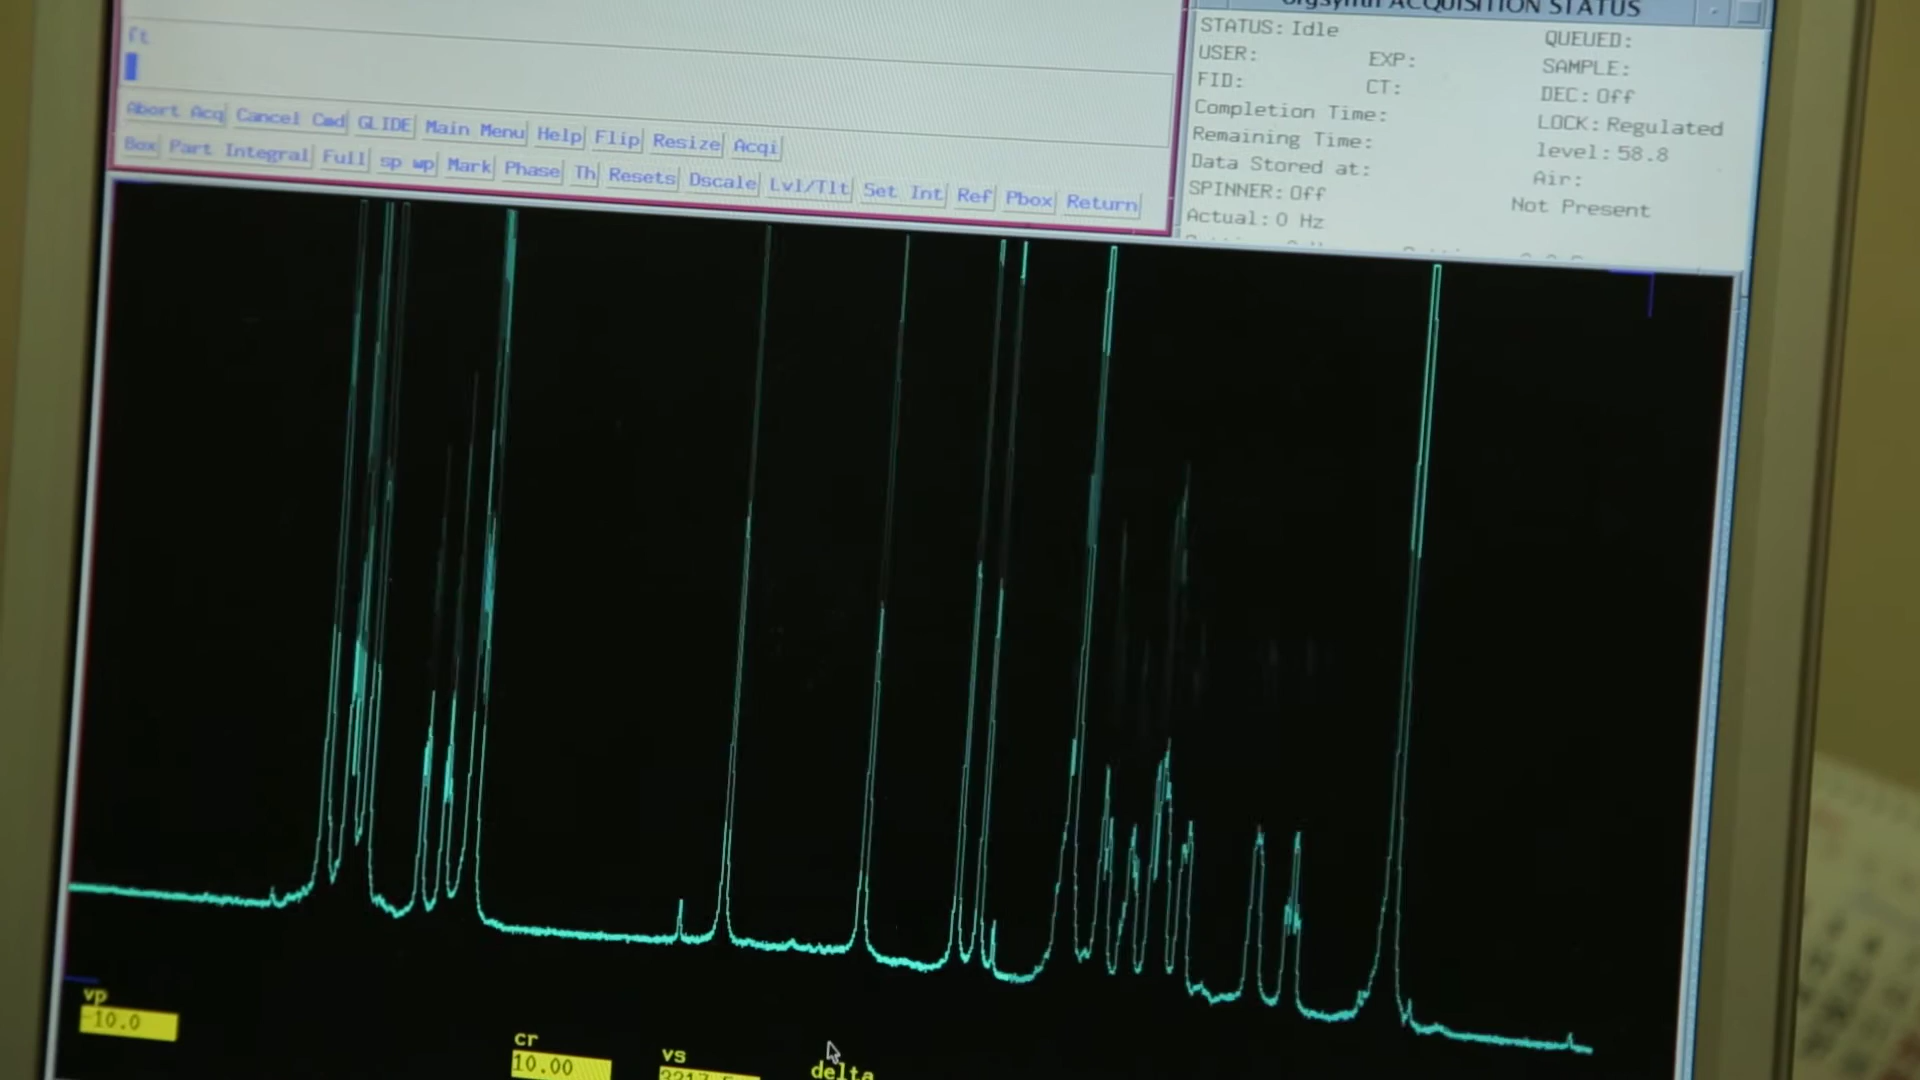 ft
Abort Acq Cancel Cmd GLIDE Main Menu Help Flip Resize Acqi
Box Part Integral Full sp wp Mark Phase Th Resets Dscale Lvl/Tlt Set Int Ref Pbox Return
ACQUISITION STATUS
STATUS: Idle QUEUED:
USER: EXP: SAMPLE:
FID: CT: DEC: Off
Completion Time: LOCK: Regulated
Remaining Time: level: 58.8
Data Stored at: Air:
SPINNER: Off Not Present
Actual: 0 Hz
vp
-10.0
cr
10.00
vs
delta